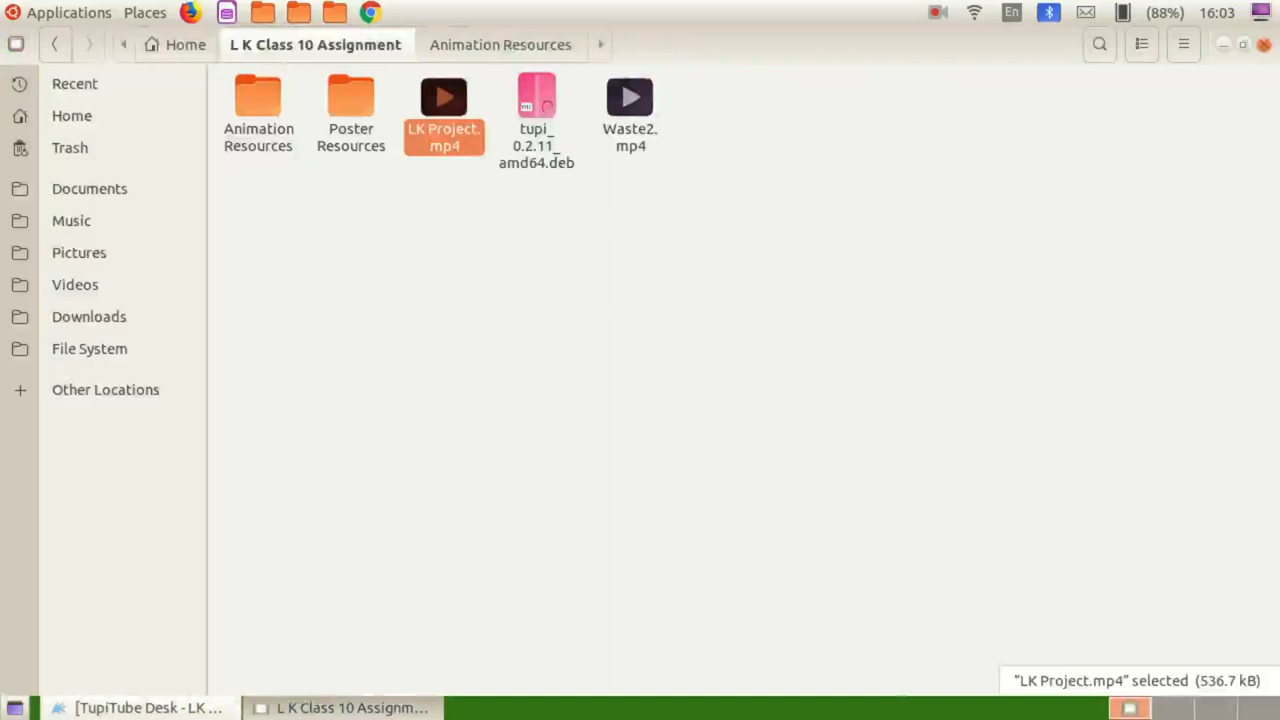 Applications Places En (88%) 16:03
Home L K Class 10 Assignment Animation Resources
Recent
Home
Trash
Documents
Music
Pictures
Videos
Downloads
File System
Other Locations
Animation
Resources
Poster
Resources
LK Project.
mp4
tupi_
0.2.11_
amd64.deb
Waste2.
mp4
"LK Project.mp4" selected (536.7 kB)
[TupiTube Desk - LK ... L K Class 10 Assignm...